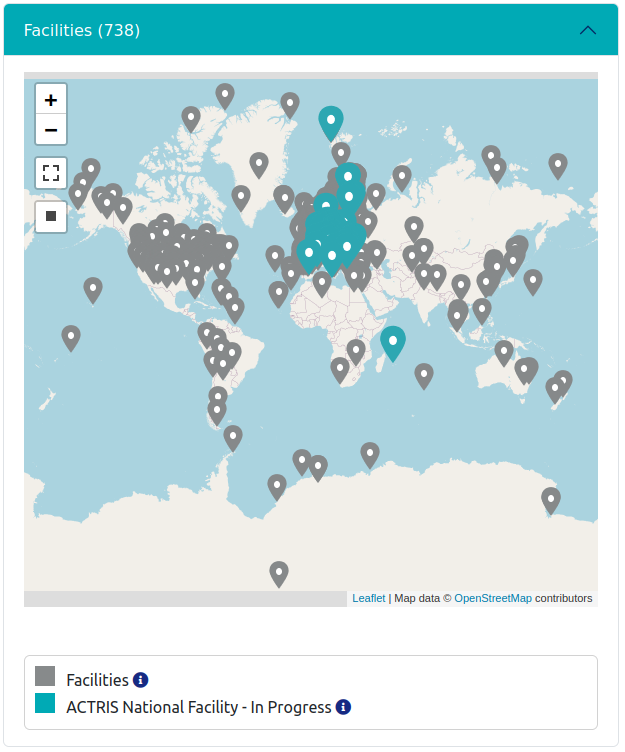 Facilities (738)
+
−
Leaflet | Map data © OpenStreetMap contributors
Facilities i
ACTRIS National Facility - In Progress i